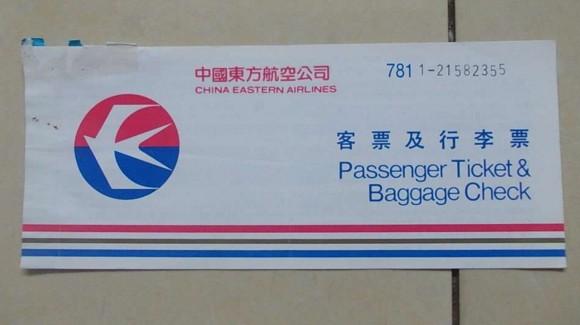 中國東方航空公司
CHINA EASTERN AIRLINES
781 1-21582355
客票及行李票
Passenger Ticket &
Baggage Check